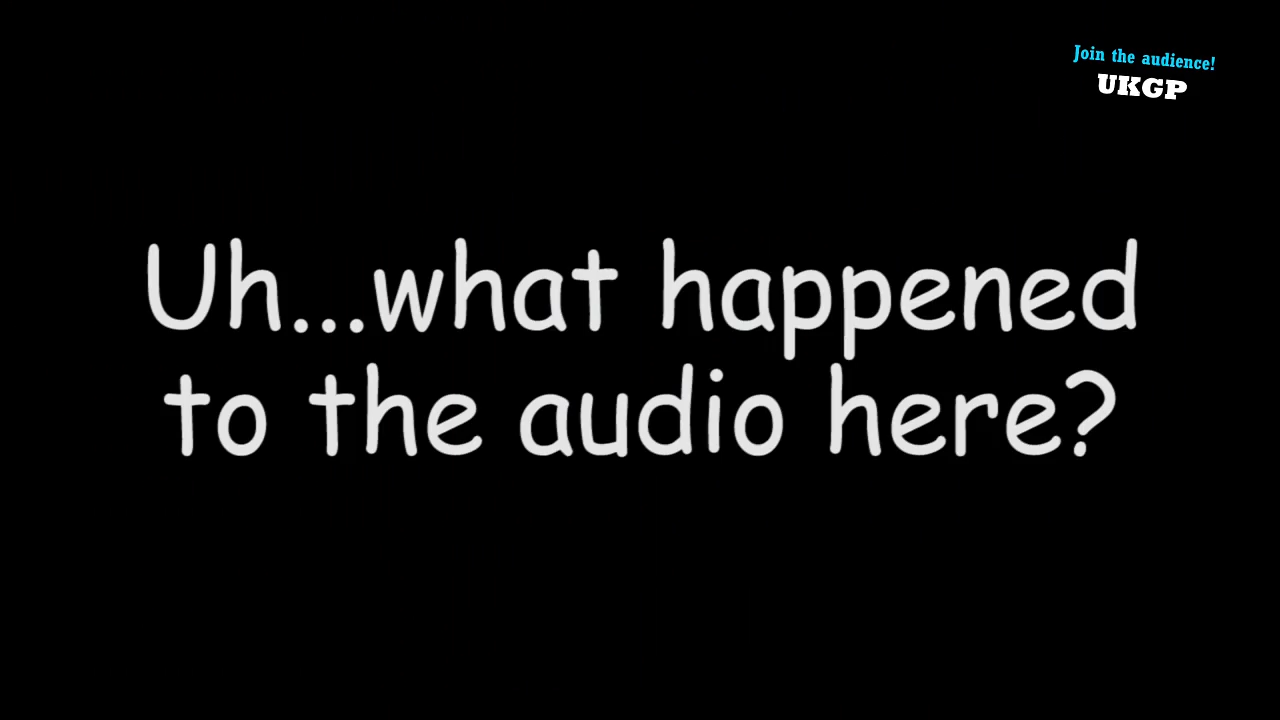 Join the audience!
UKGP
Uh...what happened
to the audio here?